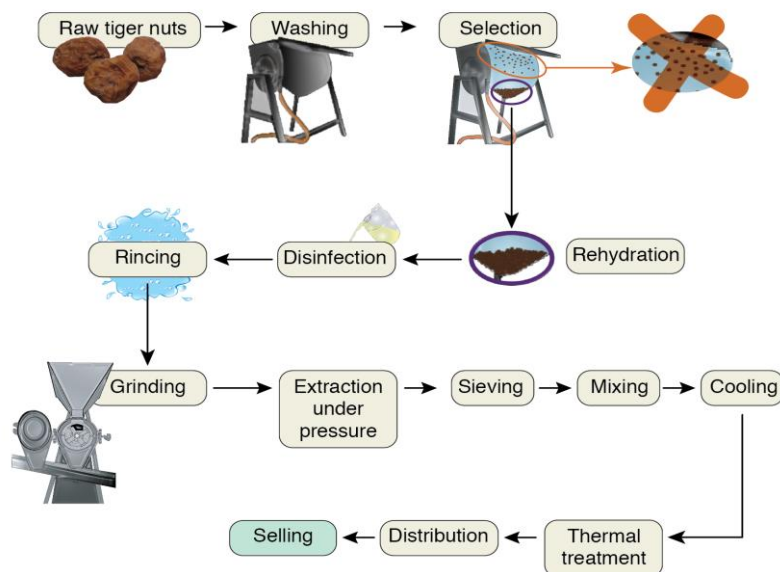 Raw tiger nuts
Washing
Selection
Rehydration
Disinfection
Rincing
Grinding
Extraction
under
pressure
Sieving
Mixing
Cooling
Thermal
treatment
Distribution
Selling